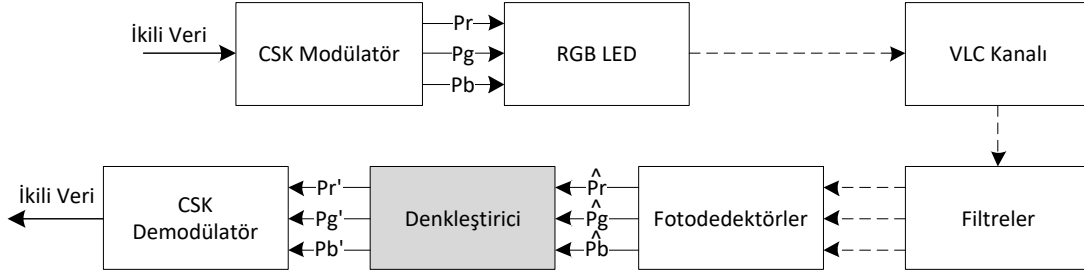 İkili Veri
CSK Modülatör
Pr
Pg
Pb
RGB LED
VLC Kanalı
İkili Veri
CSK
Demodülatör
Pr'
Pg'
Pb'
Denkleştirici
P̂r
P̂g
P̂b
Fotodedektörler
Filtreler